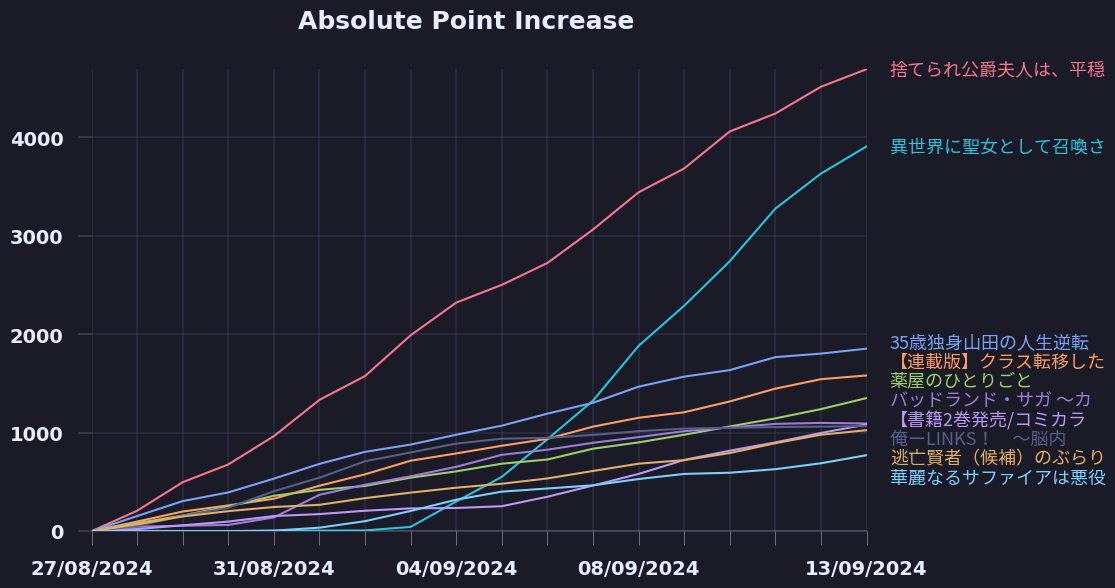 Absolute Point Increase
捨てられ公爵夫人は、平穏
4000
異世界に聖女として召喚さ
3000
2000
35歳独身山田の人生逆転
【連載版】クラス転移した
薬屋のひとりごと
バッドランド・サガ ～カ
【書籍2巻発売/コミカラ
1000
俺ーLINKS！　～脳内
逃亡賢者（候補）のぶらり
華麗なるサファイアは悪役
0
27/08/2024 31/08/2024 04/09/2024 08/09/2024 13/09/2024